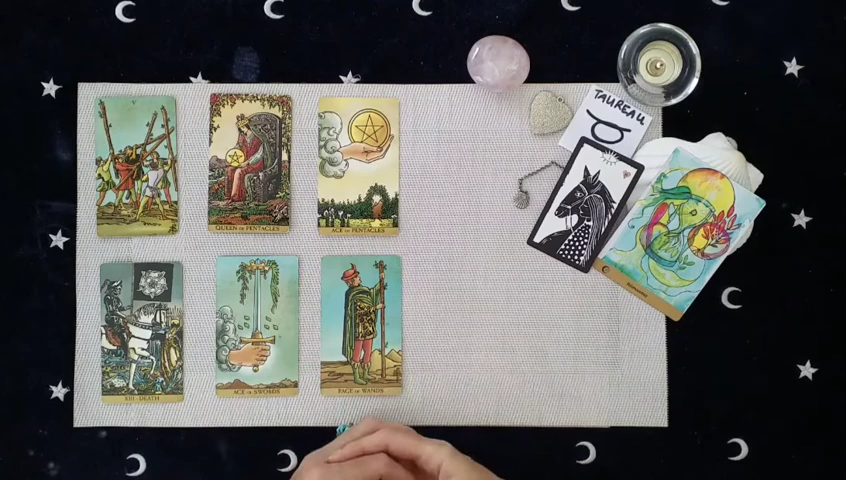 V
QUEEN OF PENTACLES
ACE OF PENTACLES
TAUREAU
XIII DEATH
ACE OF SWORDS
PAGE OF WANDS